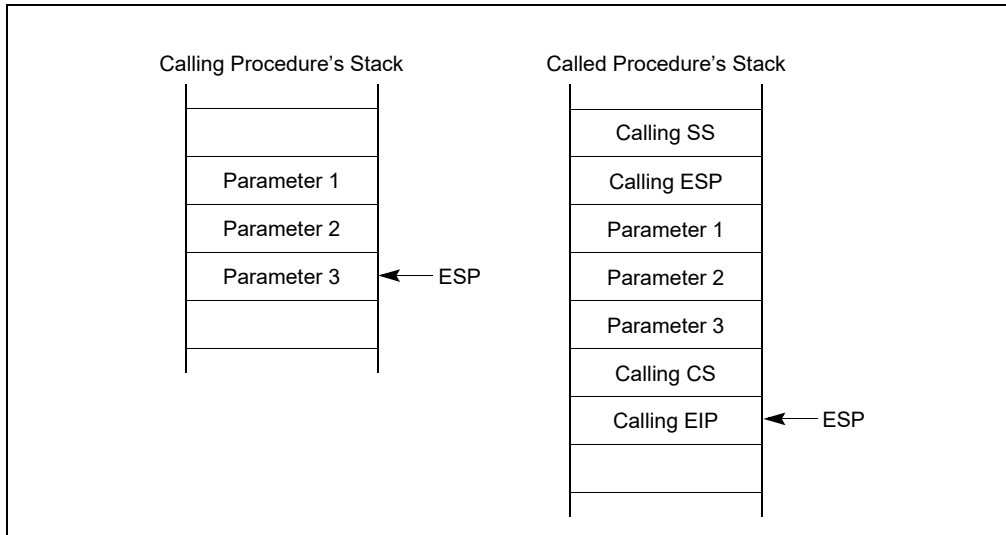 Calling Procedure’s Stack
Parameter 1
Parameter 2
Parameter 3
ESP
Called Procedure’s Stack
Calling SS
Calling ESP
Parameter 1
Parameter 2
Parameter 3
Calling CS
Calling EIP
ESP